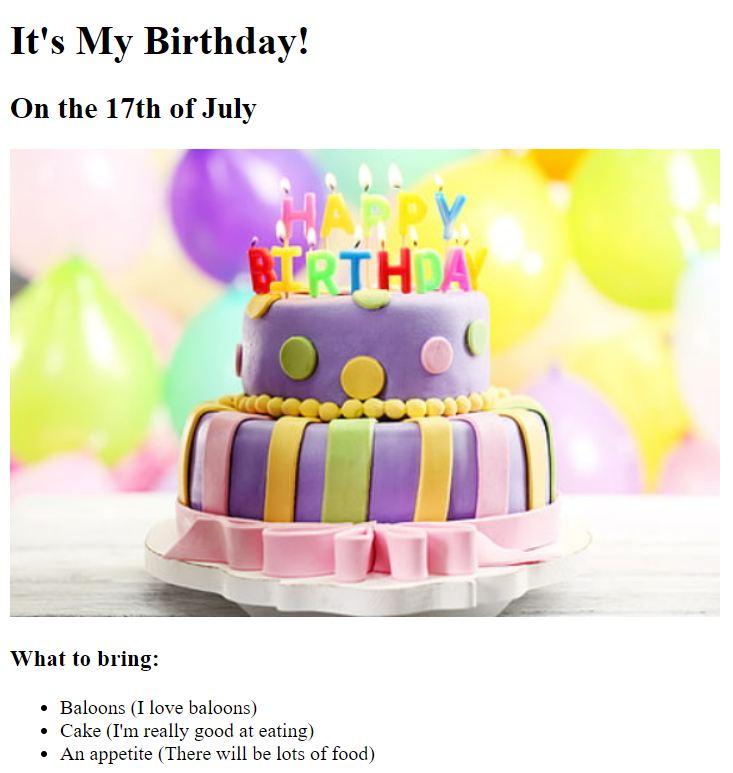 It's My Birthday!
On the 17th of July
HAPPY
BIRTHDAY
What to bring:
Baloons (I love baloons)
Cake (I'm really good at eating)
An appetite (There will be lots of food)